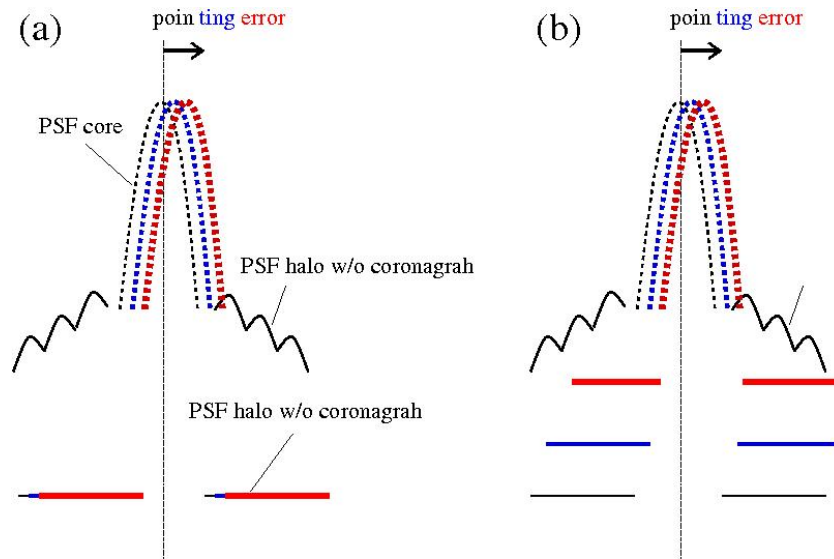 (a)
poin ting error
PSF core
PSF halo w/o coronagrah
PSF halo w/o coronagrah
(b)
poin ting error